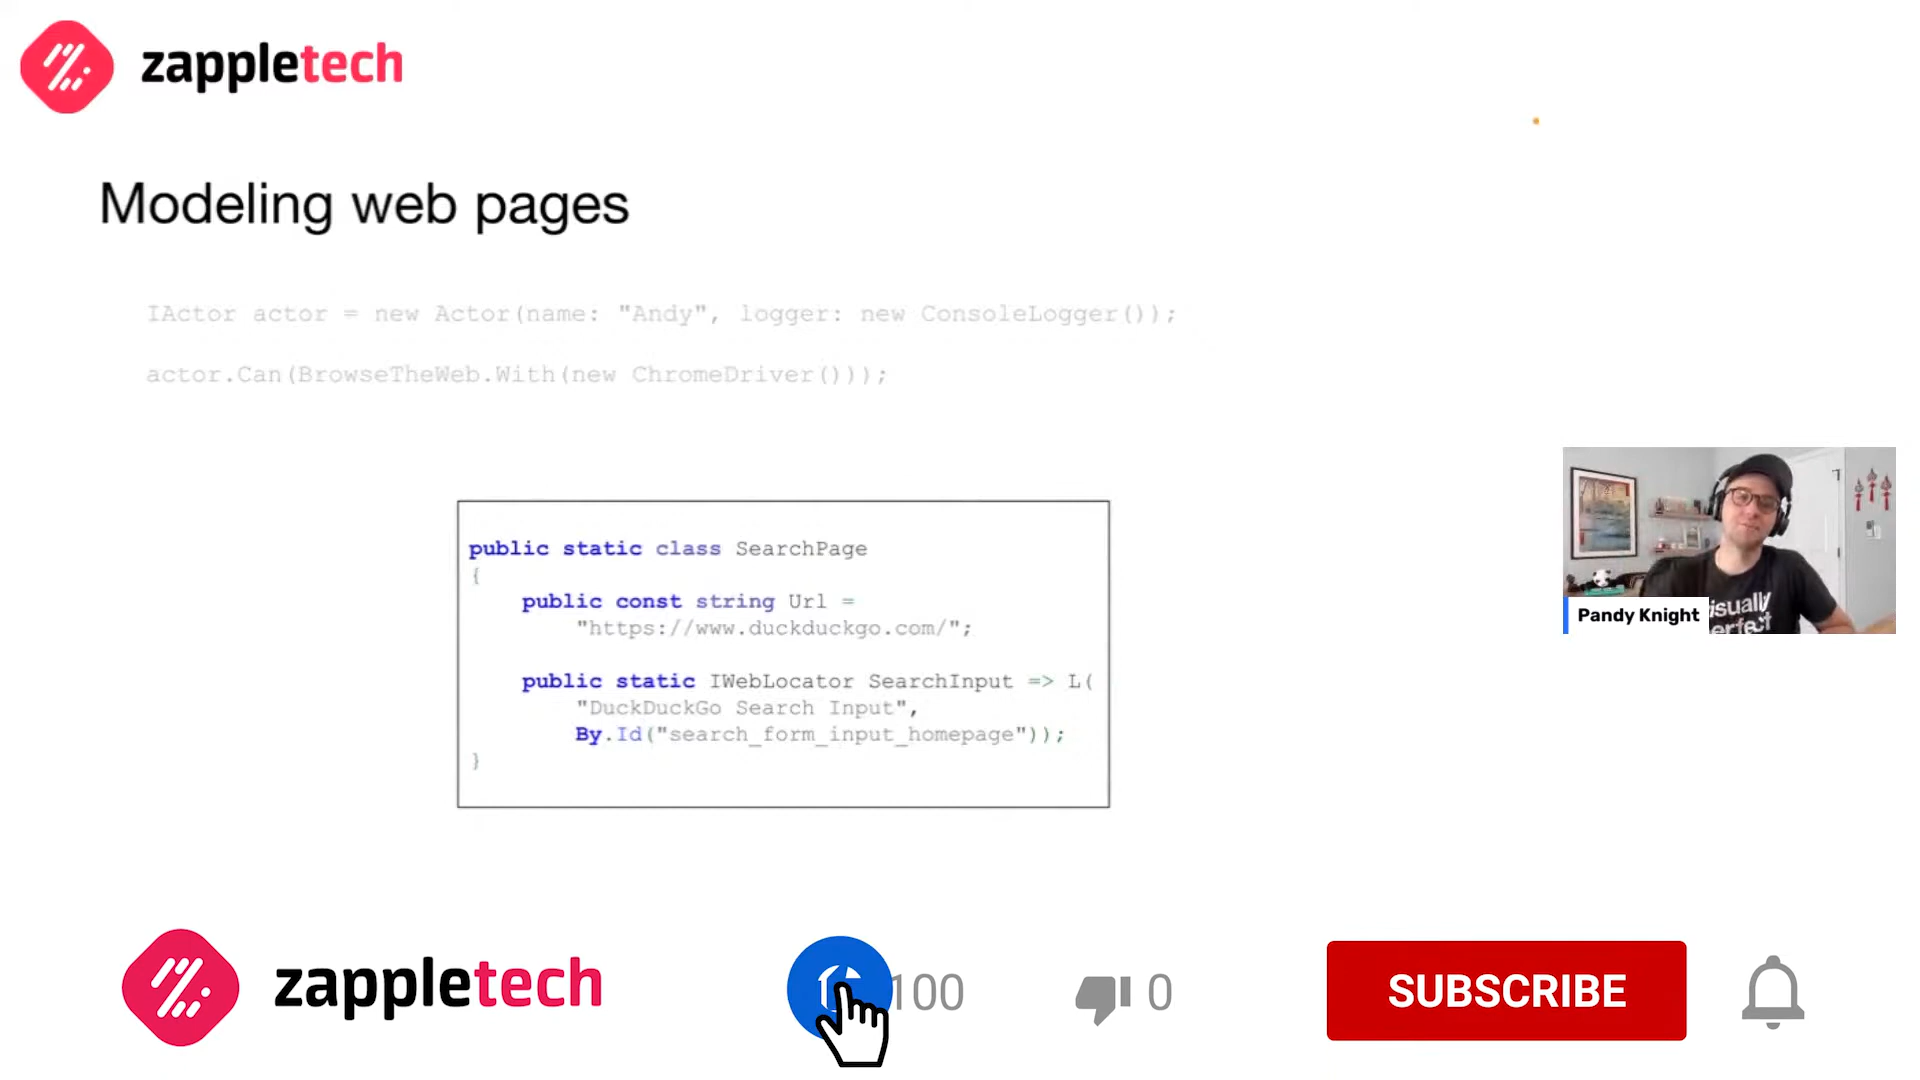 zappletech
Modeling web pages
IActor actor = new Actor(name: "Andy", logger: new ConsoleLogger());
actor.Can(BrowseTheWeb.With(new ChromeDriver()));
public static class SearchPage
{
public const string Url =
"https://www.duckduckgo.com/";
public static IWebLocator SearchInput => L(
"DuckDuckGo Search Input",
By.Id("search_form_input_homepage"));
}
Pandy Knight
zappletech
100
0
SUBSCRIBE